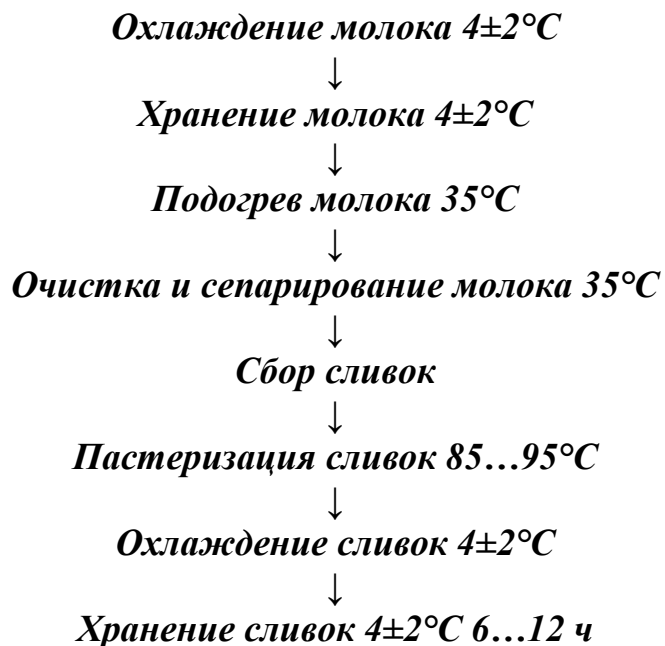 Охлаждение молока 4±2°С
↓
Хранение молока 4±2°С
↓
Подогрев молока 35°С
↓
Очистка и сепарирование молока 35°С
↓
Сбор сливок
↓
Пастеризация сливок 85…95°С
↓
Охлаждение сливок 4±2°С
↓
Хранение сливок 4±2°С 6…12 ч